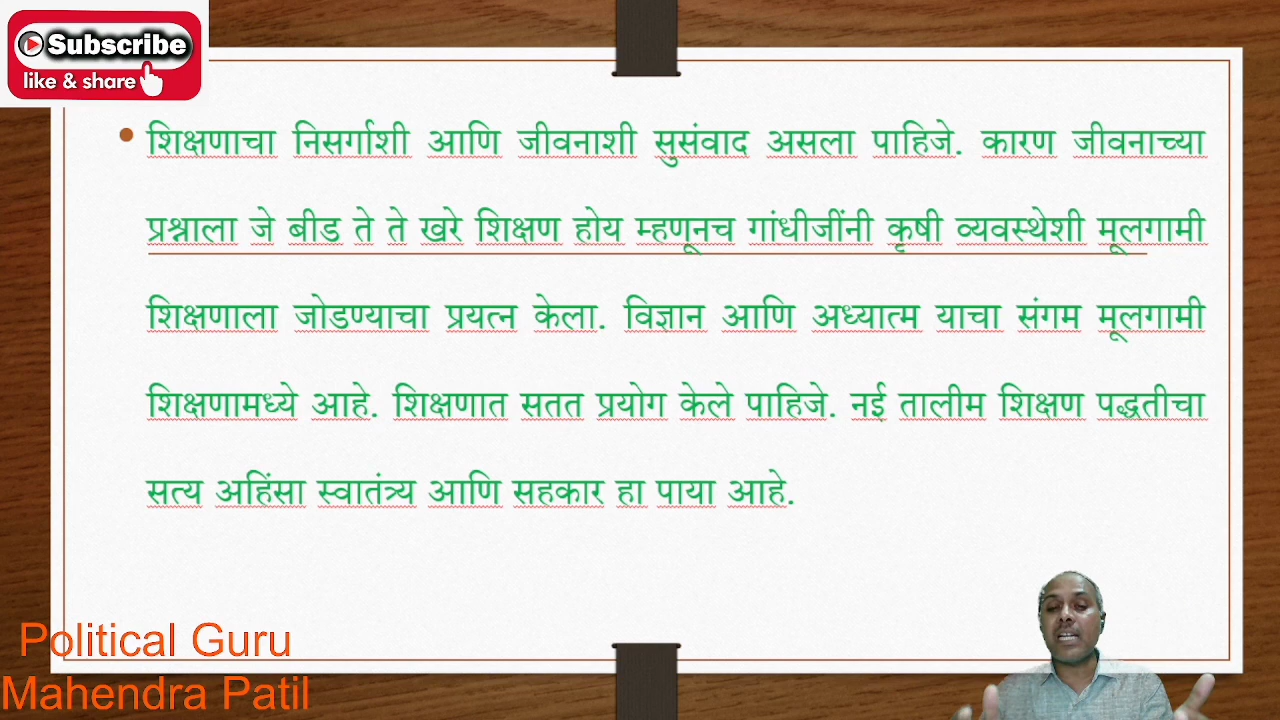 Subscribe
like & share
शिक्षणाचा निसर्गाशी आणि जीवनाशी सुसंवाद असला पाहिजे. कारण जीवनाच्या
प्रश्नाला जे बीड ते ते खरे शिक्षण होय म्हणूनच गांधीजींनी कृषी व्यवस्थेशी मूलगामी
शिक्षणाला जोडण्याचा प्रयत्न केला. विज्ञान आणि अध्यात्म याचा संगम मूलगामी
शिक्षणामध्ये आहे. शिक्षणात सतत प्रयोग केले पाहिजे. नई तालीम शिक्षण पद्धतीचा
सत्य अहिंसा स्वातंत्र्य आणि सहकार हा पाया आहे.
Political Guru
Mahendra Patil